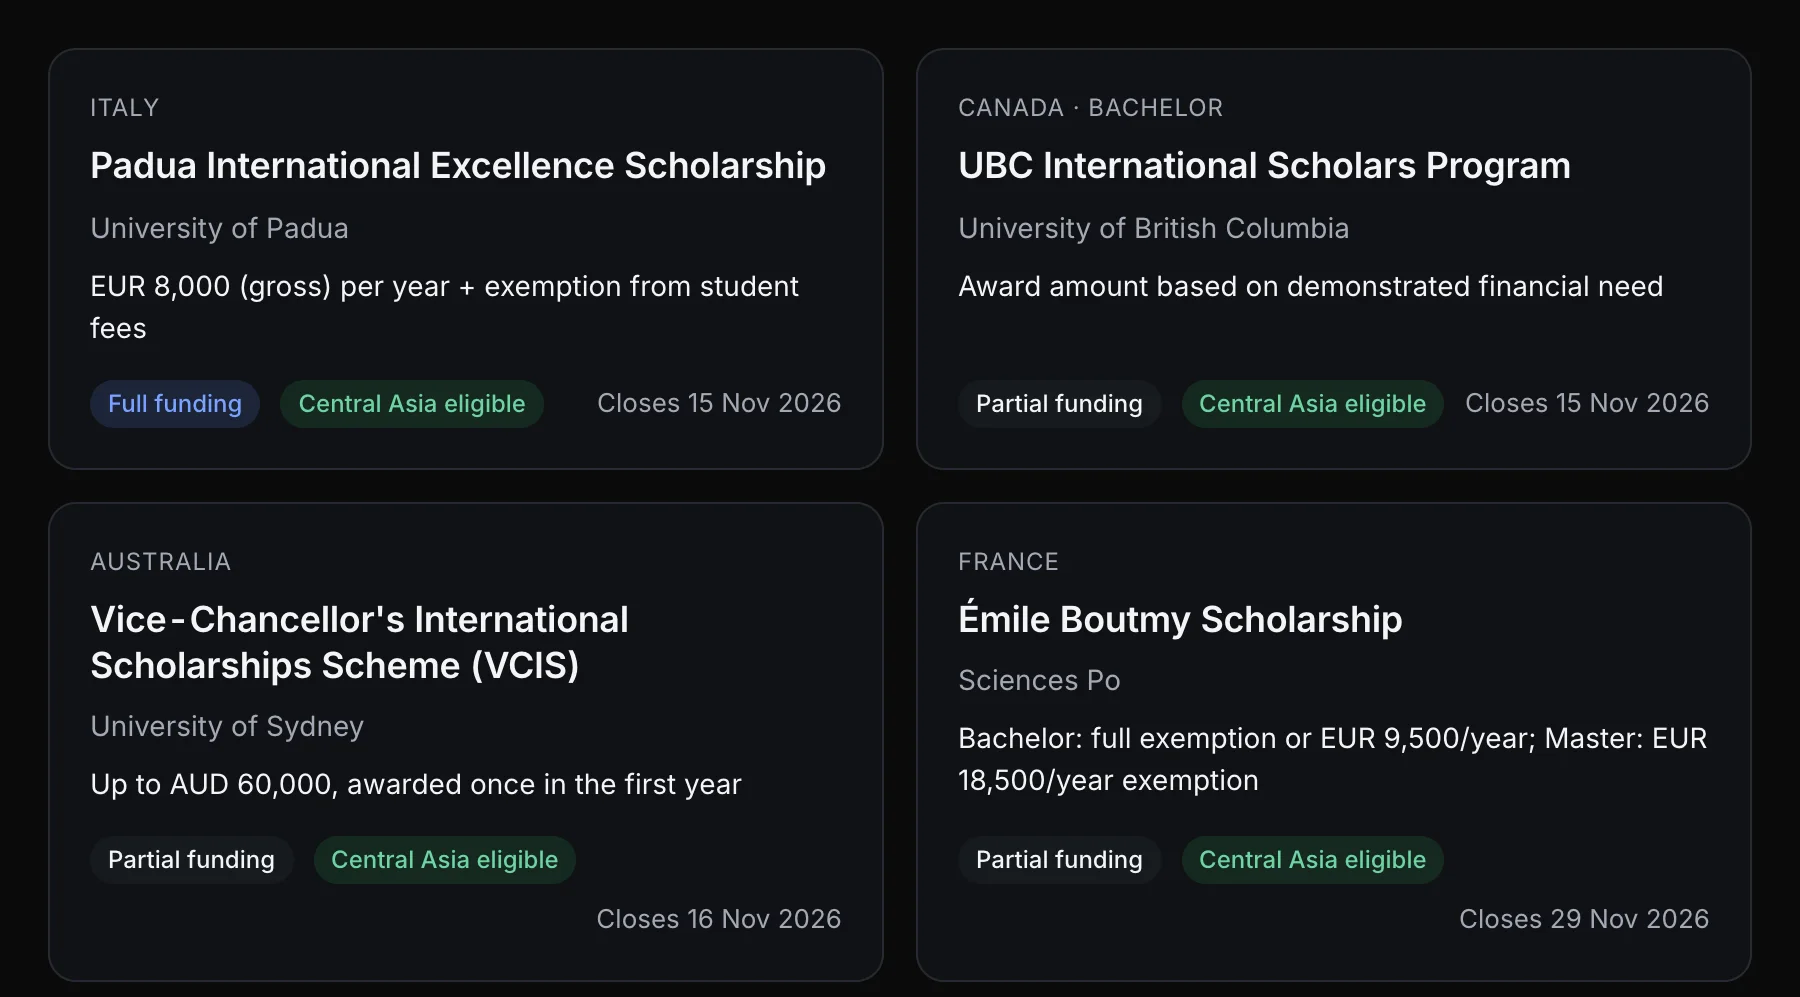 ITALY
Padua International Excellence Scholarship
University of Padua
EUR 8,000 (gross) per year + exemption from student
fees
Full funding
Central Asia eligible
Closes 15 Nov 2026
CANADA · BACHELOR
UBC International Scholars Program
University of British Columbia
Award amount based on demonstrated financial need
Partial funding
Central Asia eligible
Closes 15 Nov 2026
AUSTRALIA
Vice-Chancellor's International
Scholarships Scheme (VCIS)
University of Sydney
Up to AUD 60,000, awarded once in the first year
Partial funding
Central Asia eligible
Closes 16 Nov 2026
FRANCE
Émile Boutmy Scholarship
Sciences Po
Bachelor: full exemption or EUR 9,500/year; Master: EUR
18,500/year exemption
Partial funding
Central Asia eligible
Closes 29 Nov 2026